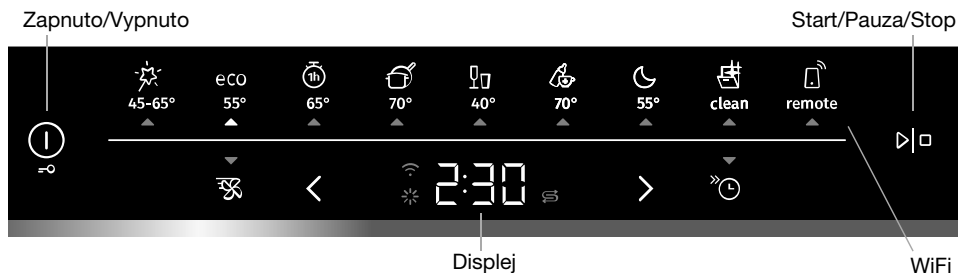 Zapnuto/Vypnuto
Start/Pauza/Stop
eco
1h
45-65°
55°
65°
70°
40°
70°
55°
clean
remote
2:30
Displej
WiFi